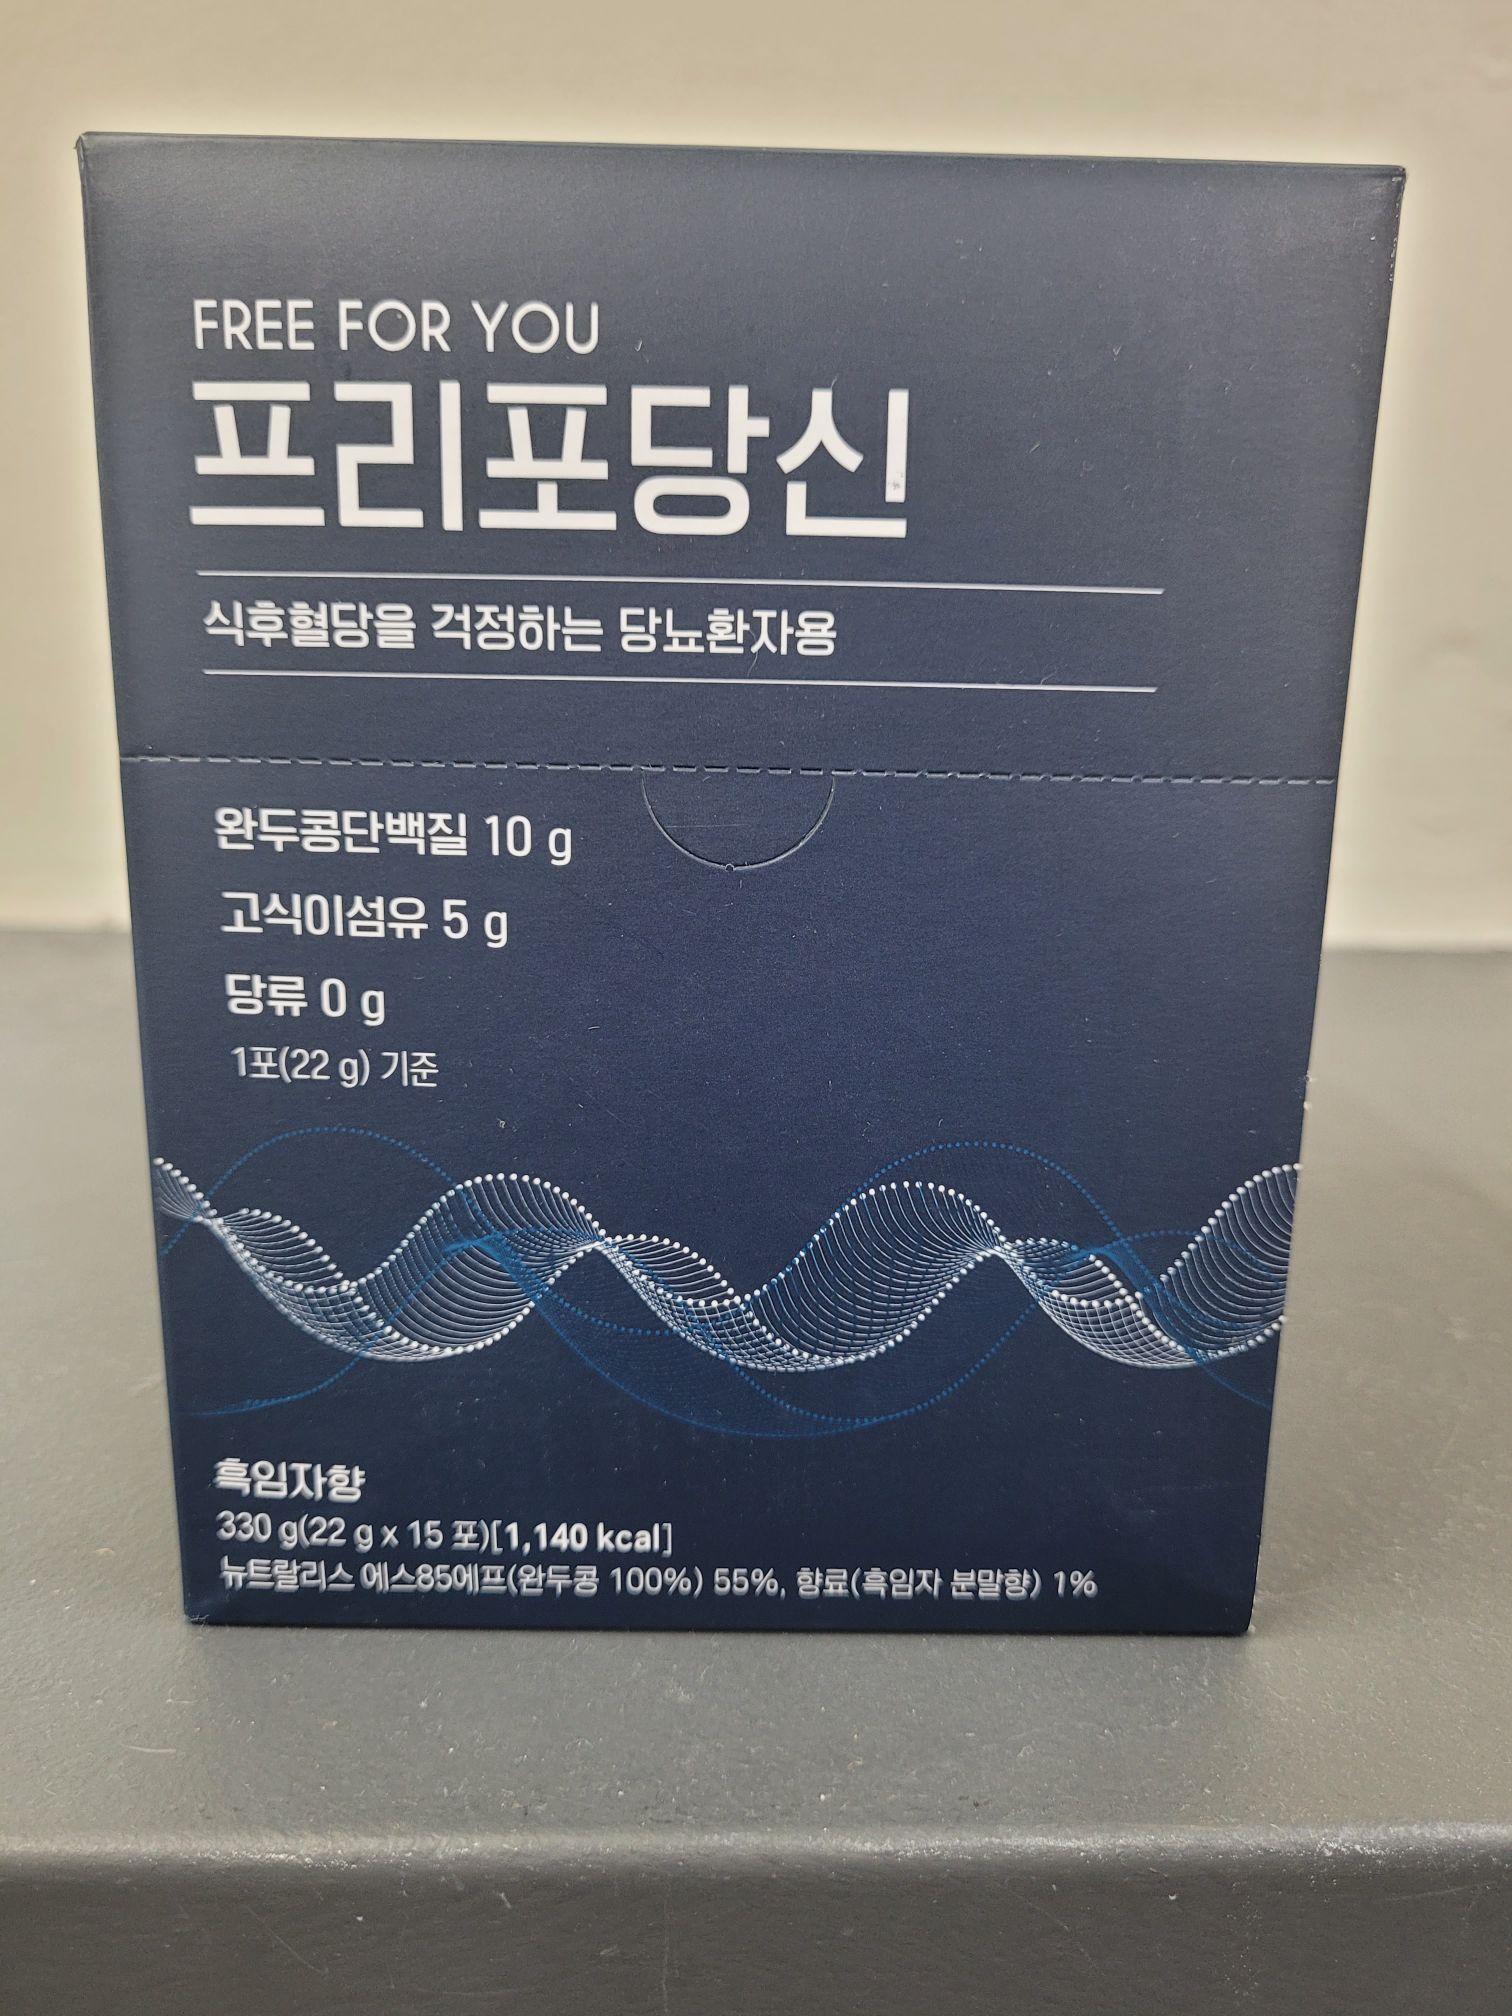 FREE FOR YOU
프리포당신
식후혈당을 걱정하는 당뇨환자용
완두콩단백질 10 g
고식이섬유 5 g
당류 0 g
1포(22 g) 기준
흑임자향
330 g(22 g x 15 포)[1,140 kcal]
뉴트랄리스 에스85에프(완두콩 100%) 55%, 향료(흑임자 분말향) 1%